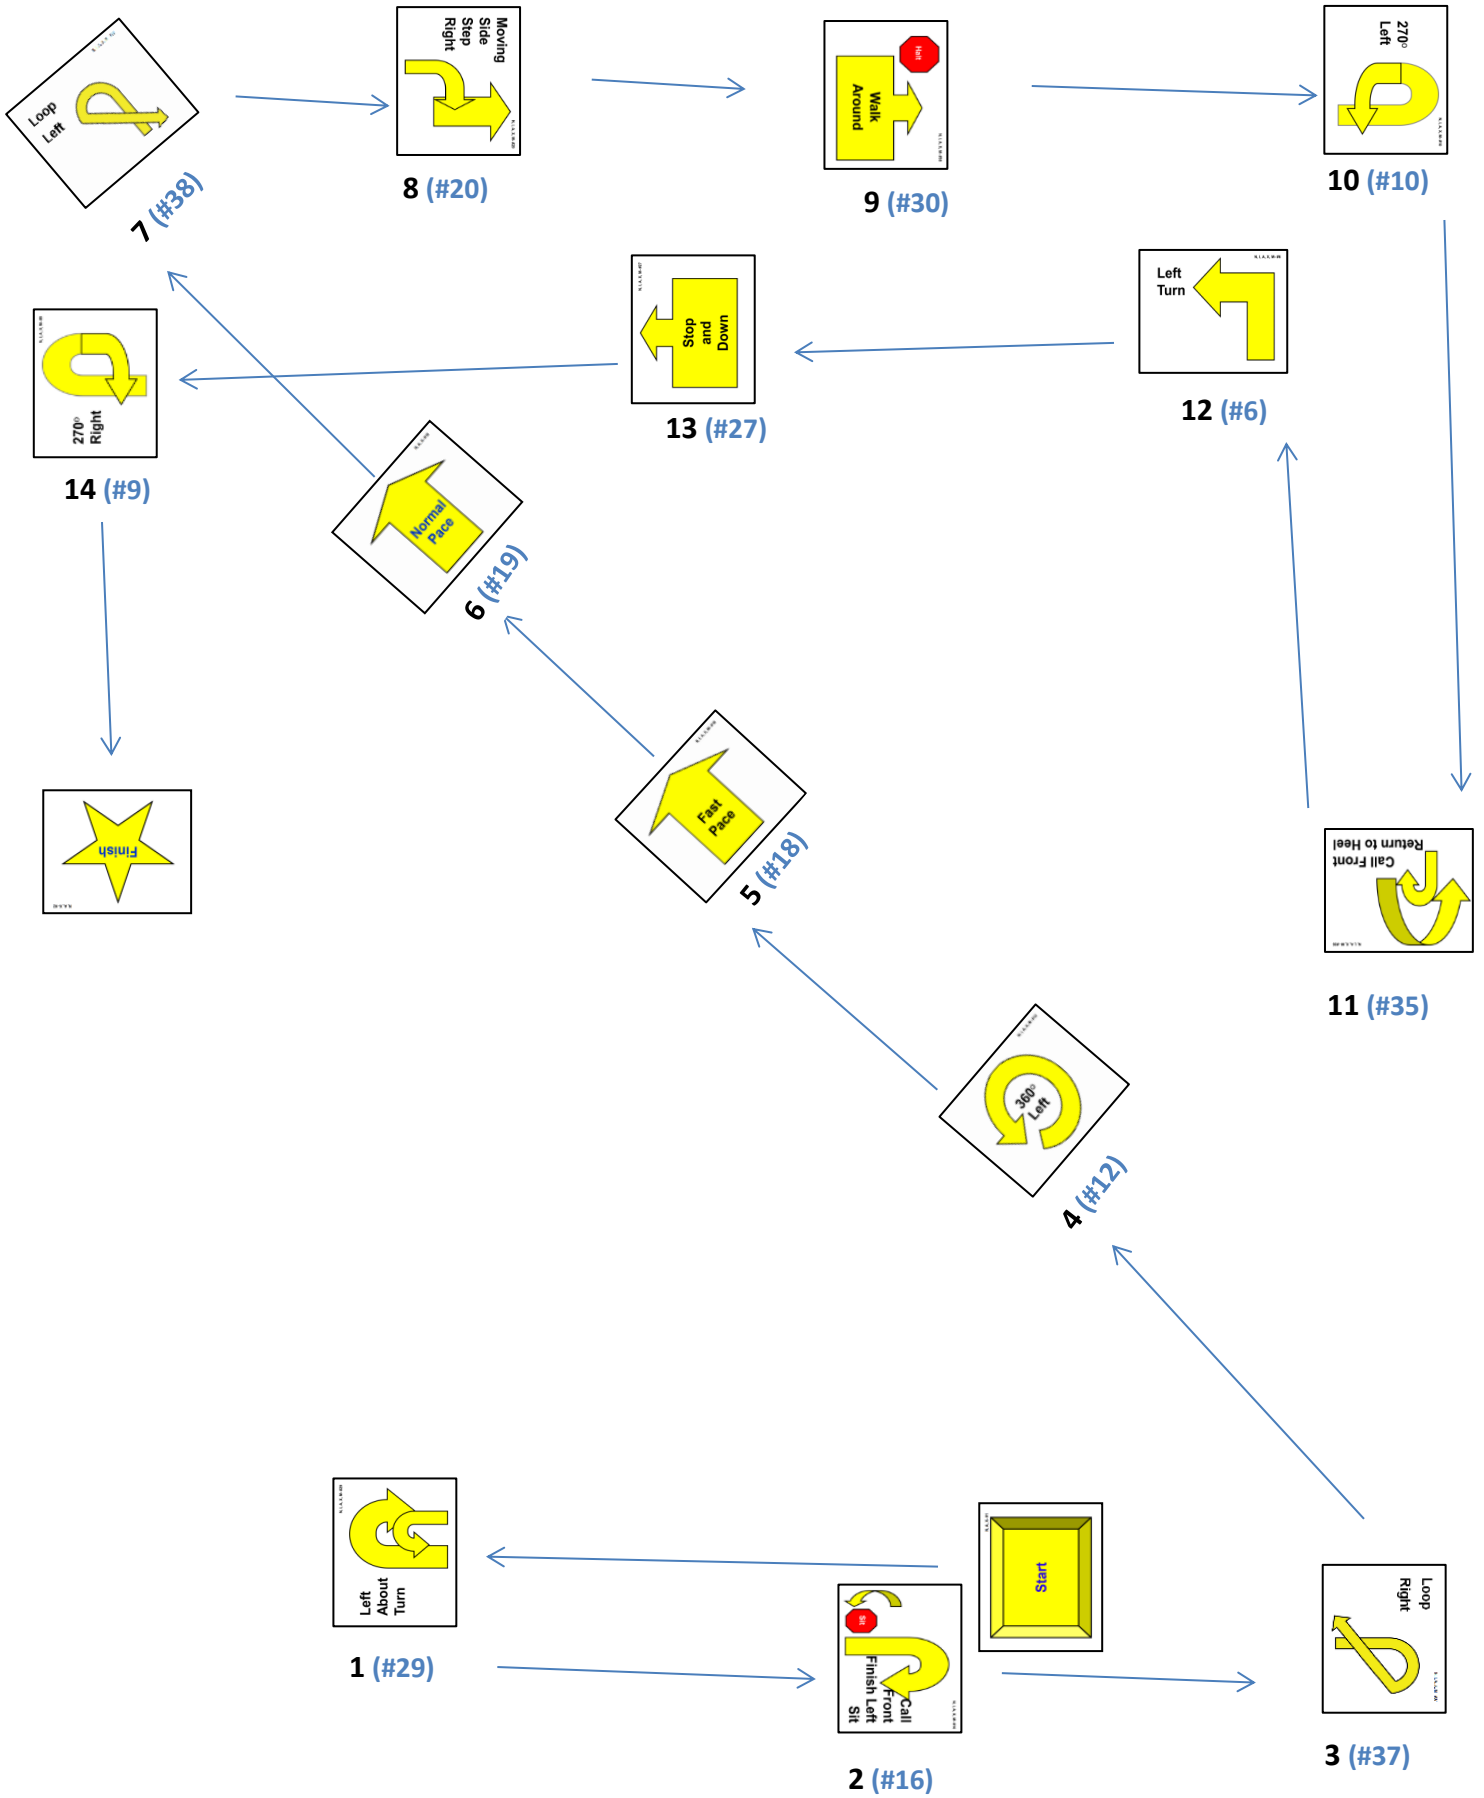 Loop
Left
7 (#38)
Moving
Side
Step
Right
8 (#20)
Halt
Walk
Around
9 (#30)
270º
Left
10 (#10)
270º
Right
14 (#9)
Stop
and
Down
13 (#27)
Left
Turn
12 (#6)
Normal
Pace
6 (#19)
Fast
Pace
5 (#18)
Finish
Call Front
Return to Heel
11 (#35)
360º
Left
4 (#12)
Left
About
Turn
1 (#29)
Start
Sit
Call
Front
Finish Left
Sit
2 (#16)
Loop
Right
3 (#37)